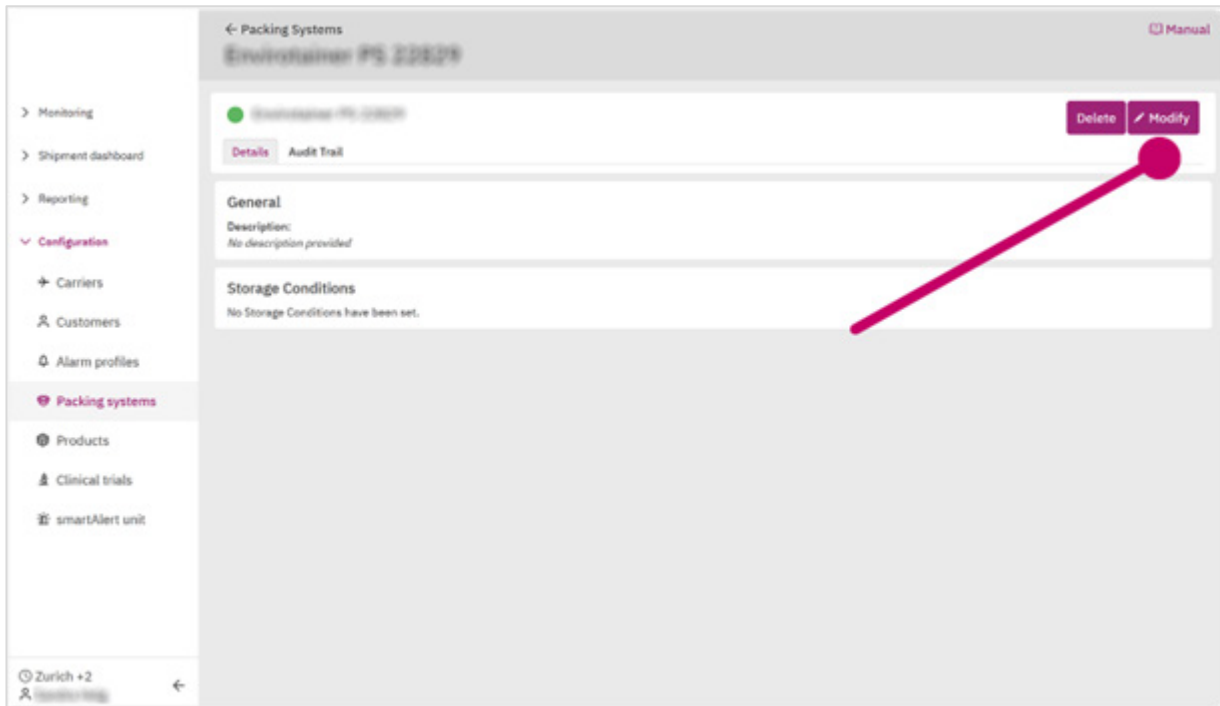 ← Packing Systems
Manual
Delete
Modify
Details
Audit Trail
General
Description:
No description provided
Storage Conditions
No Storage Conditions have been set.
Monitoring
Shipment dashboard
Reporting
Configuration
Carriers
Customers
Alarm profiles
Packing systems
Products
Clinical trials
smartAlert unit
Zurich +2